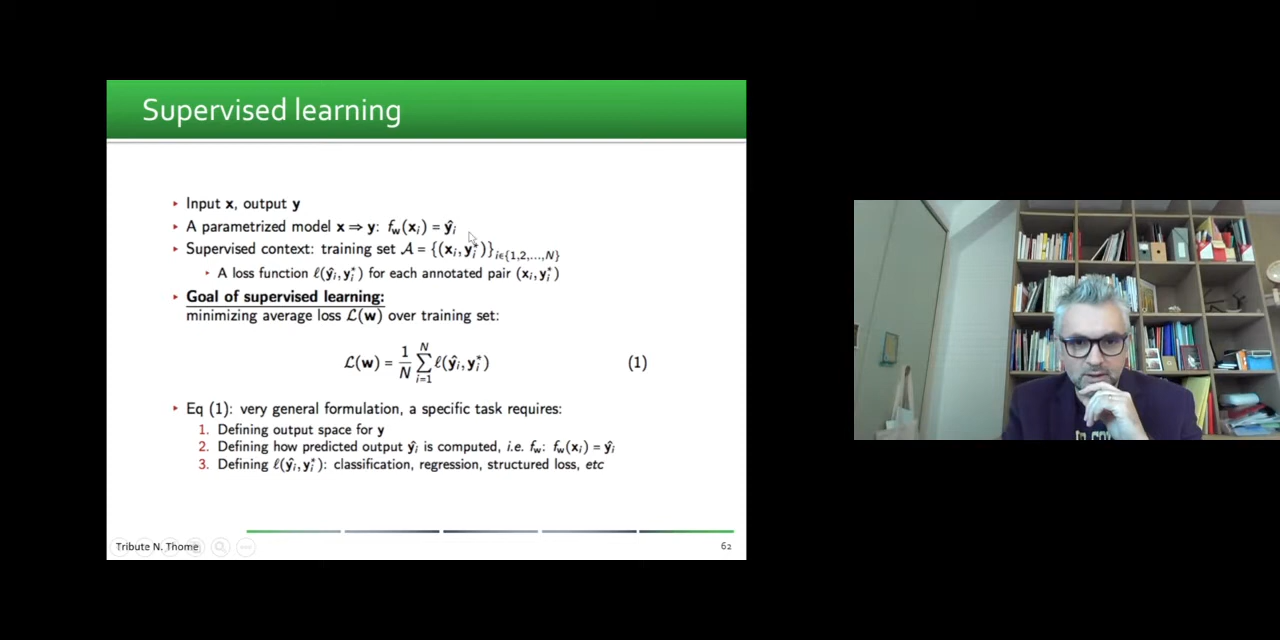 Supervised learning
▸ Input x, output y
▸ A parametrized model x ⇒ y: f_w(x_i) = ŷ_i
▸ Supervised context: training set 𝒜 = {(x_i, y_i^*)}_{i∈{1,2,...,N}}
▸ A loss function ℓ(ŷ_i, y_i^*) for each annotated pair (x_i, y_i^*)
▸ Goal of supervised learning:
minimizing average loss ℒ(w) over training set:
ℒ(w) = 1/N ∑_{i=1}^{N} ℓ(ŷ_i, y_i^*) (1)
▸ Eq (1): very general formulation, a specific task requires:
1. Defining output space for y
2. Defining how predicted output ŷ_i is computed, i.e. f_w: f_w(x_i) = ŷ_i
3. Defining ℓ(ŷ_i, y_i^*): classification, regression, structured loss, etc
Tribute N. Thome
62